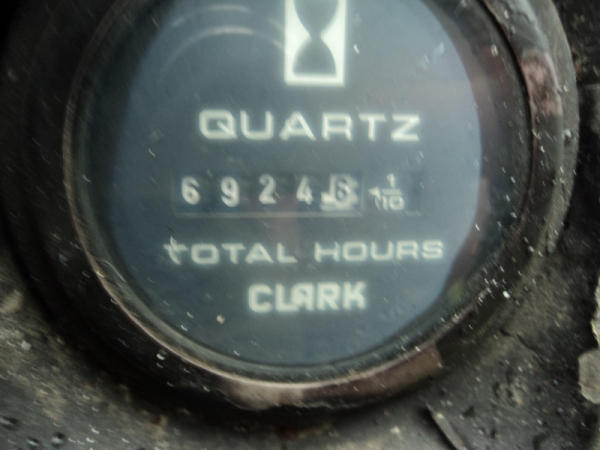 QUARTZ
6924 1/10
TOTAL HOURS
CLARK